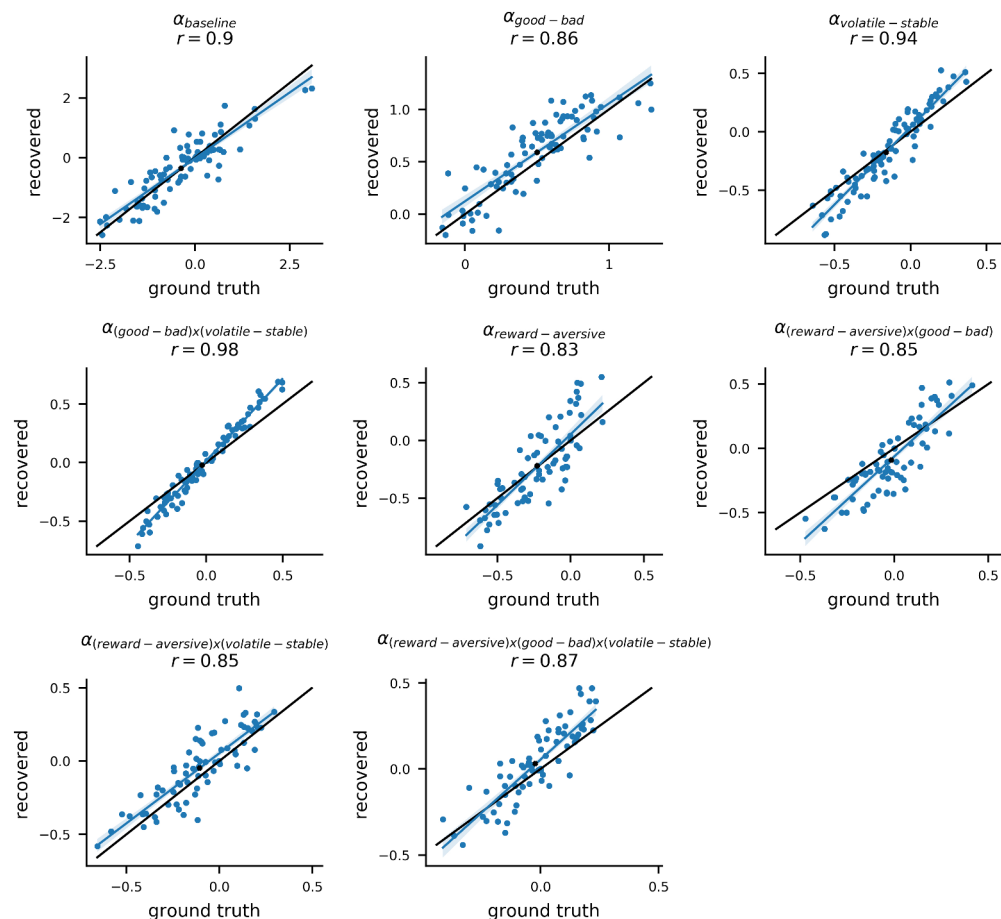 α_baseline
r = 0.9
recovered
2
0
−2
−2.5
0.0
2.5
ground truth
α_good−bad
r = 0.86
recovered
1.0
0.5
0.0
0
1
ground truth
α_volatile−stable
r = 0.94
recovered
0.5
0.0
−0.5
−0.5
0.0
0.5
ground truth
α_(good−bad)x(volatile−stable)
r = 0.98
recovered
0.5
0.0
−0.5
−0.5
0.0
0.5
ground truth
α_reward−aversive
r = 0.83
recovered
0.5
0.0
−0.5
−0.5
0.0
0.5
ground truth
α_(reward−aversive)x(good−bad)
r = 0.85
recovered
0.5
0.0
−0.5
−0.5
0.0
0.5
ground truth
α_(reward−aversive)x(volatile−stable)
r = 0.85
recovered
0.5
0.0
−0.5
−0.5
0.0
0.5
ground truth
α_(reward−aversive)x(good−bad)x(volatile−stable)
r = 0.87
recovered
0.5
0.0
−0.5
0.0
0.5
ground truth